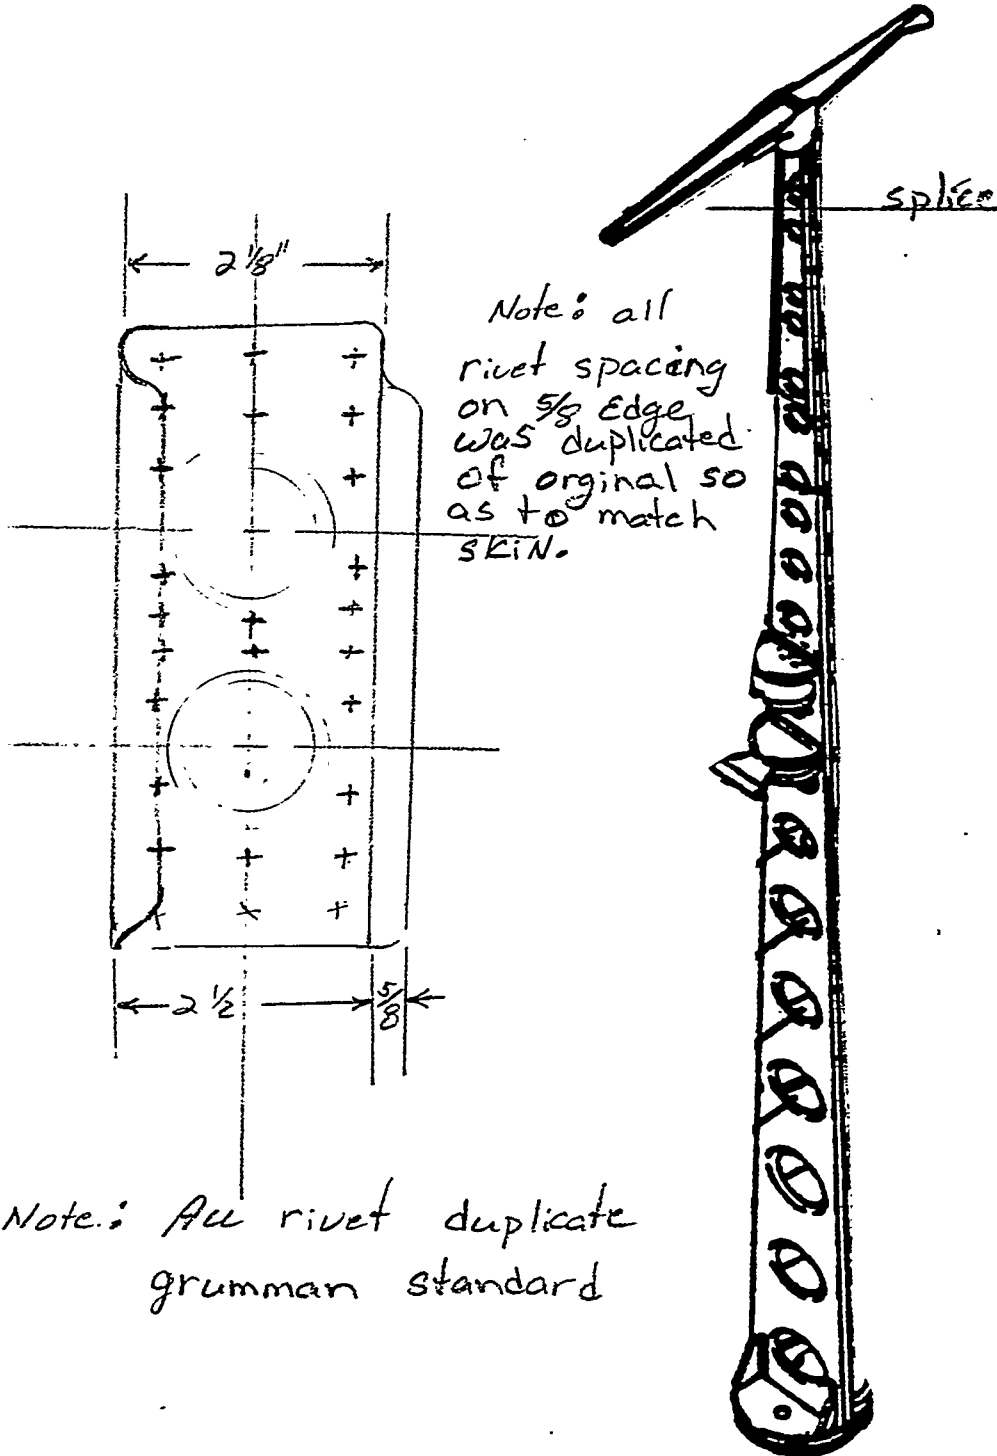 splice
2 1/8"
Note: all
rivet spacing
on 5/8 Edge
was duplicated
of orginal so
as to match
SKiN.
2 1/2
5/8
Note: All rivet duplicate
grumman standard